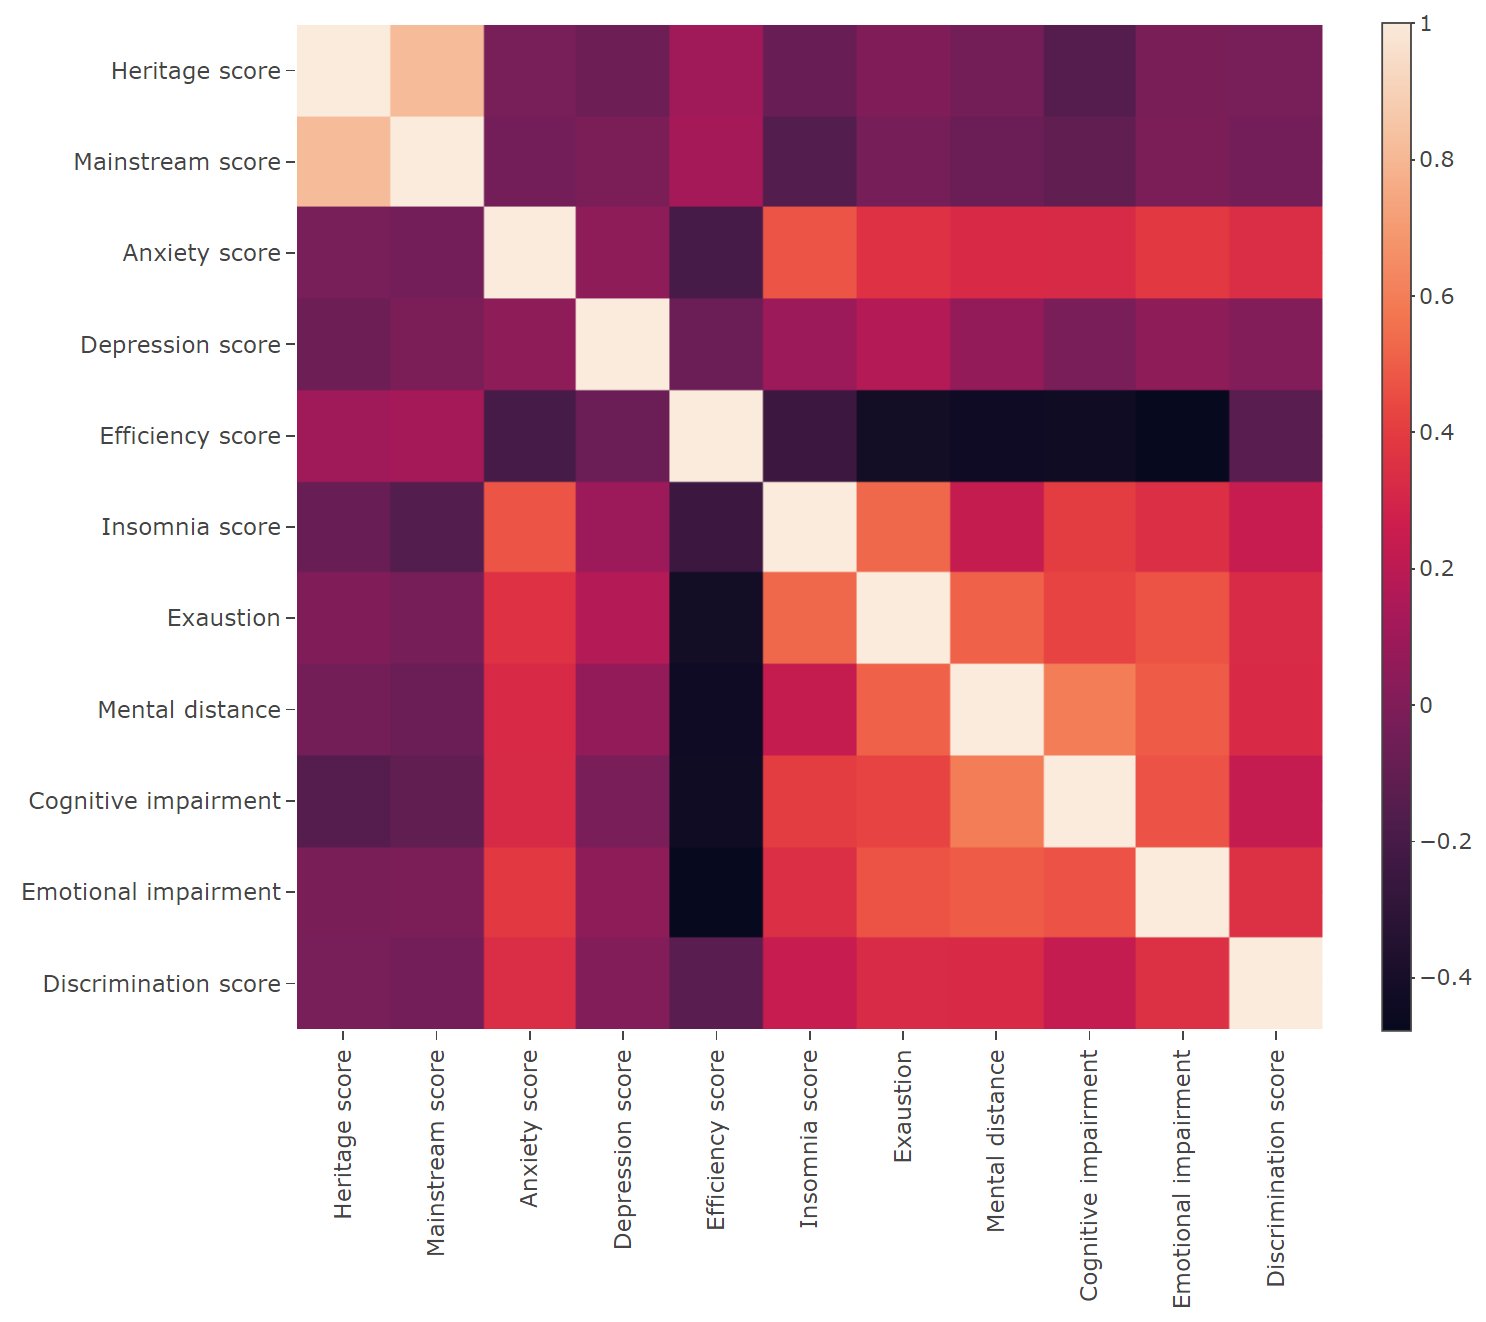 Heritage score
Mainstream score
Anxiety score
Depression score
Efficiency score
Insomnia score
Exaustion
Mental distance
Cognitive impairment
Emotional impairment
Discrimination score
Heritage score
Mainstream score
Anxiety score
Depression score
Efficiency score
Insomnia score
Exaustion
Mental distance
Cognitive impairment
Emotional impairment
Discrimination score
1
0.8
0.6
0.4
0.2
0
−0.2
−0.4